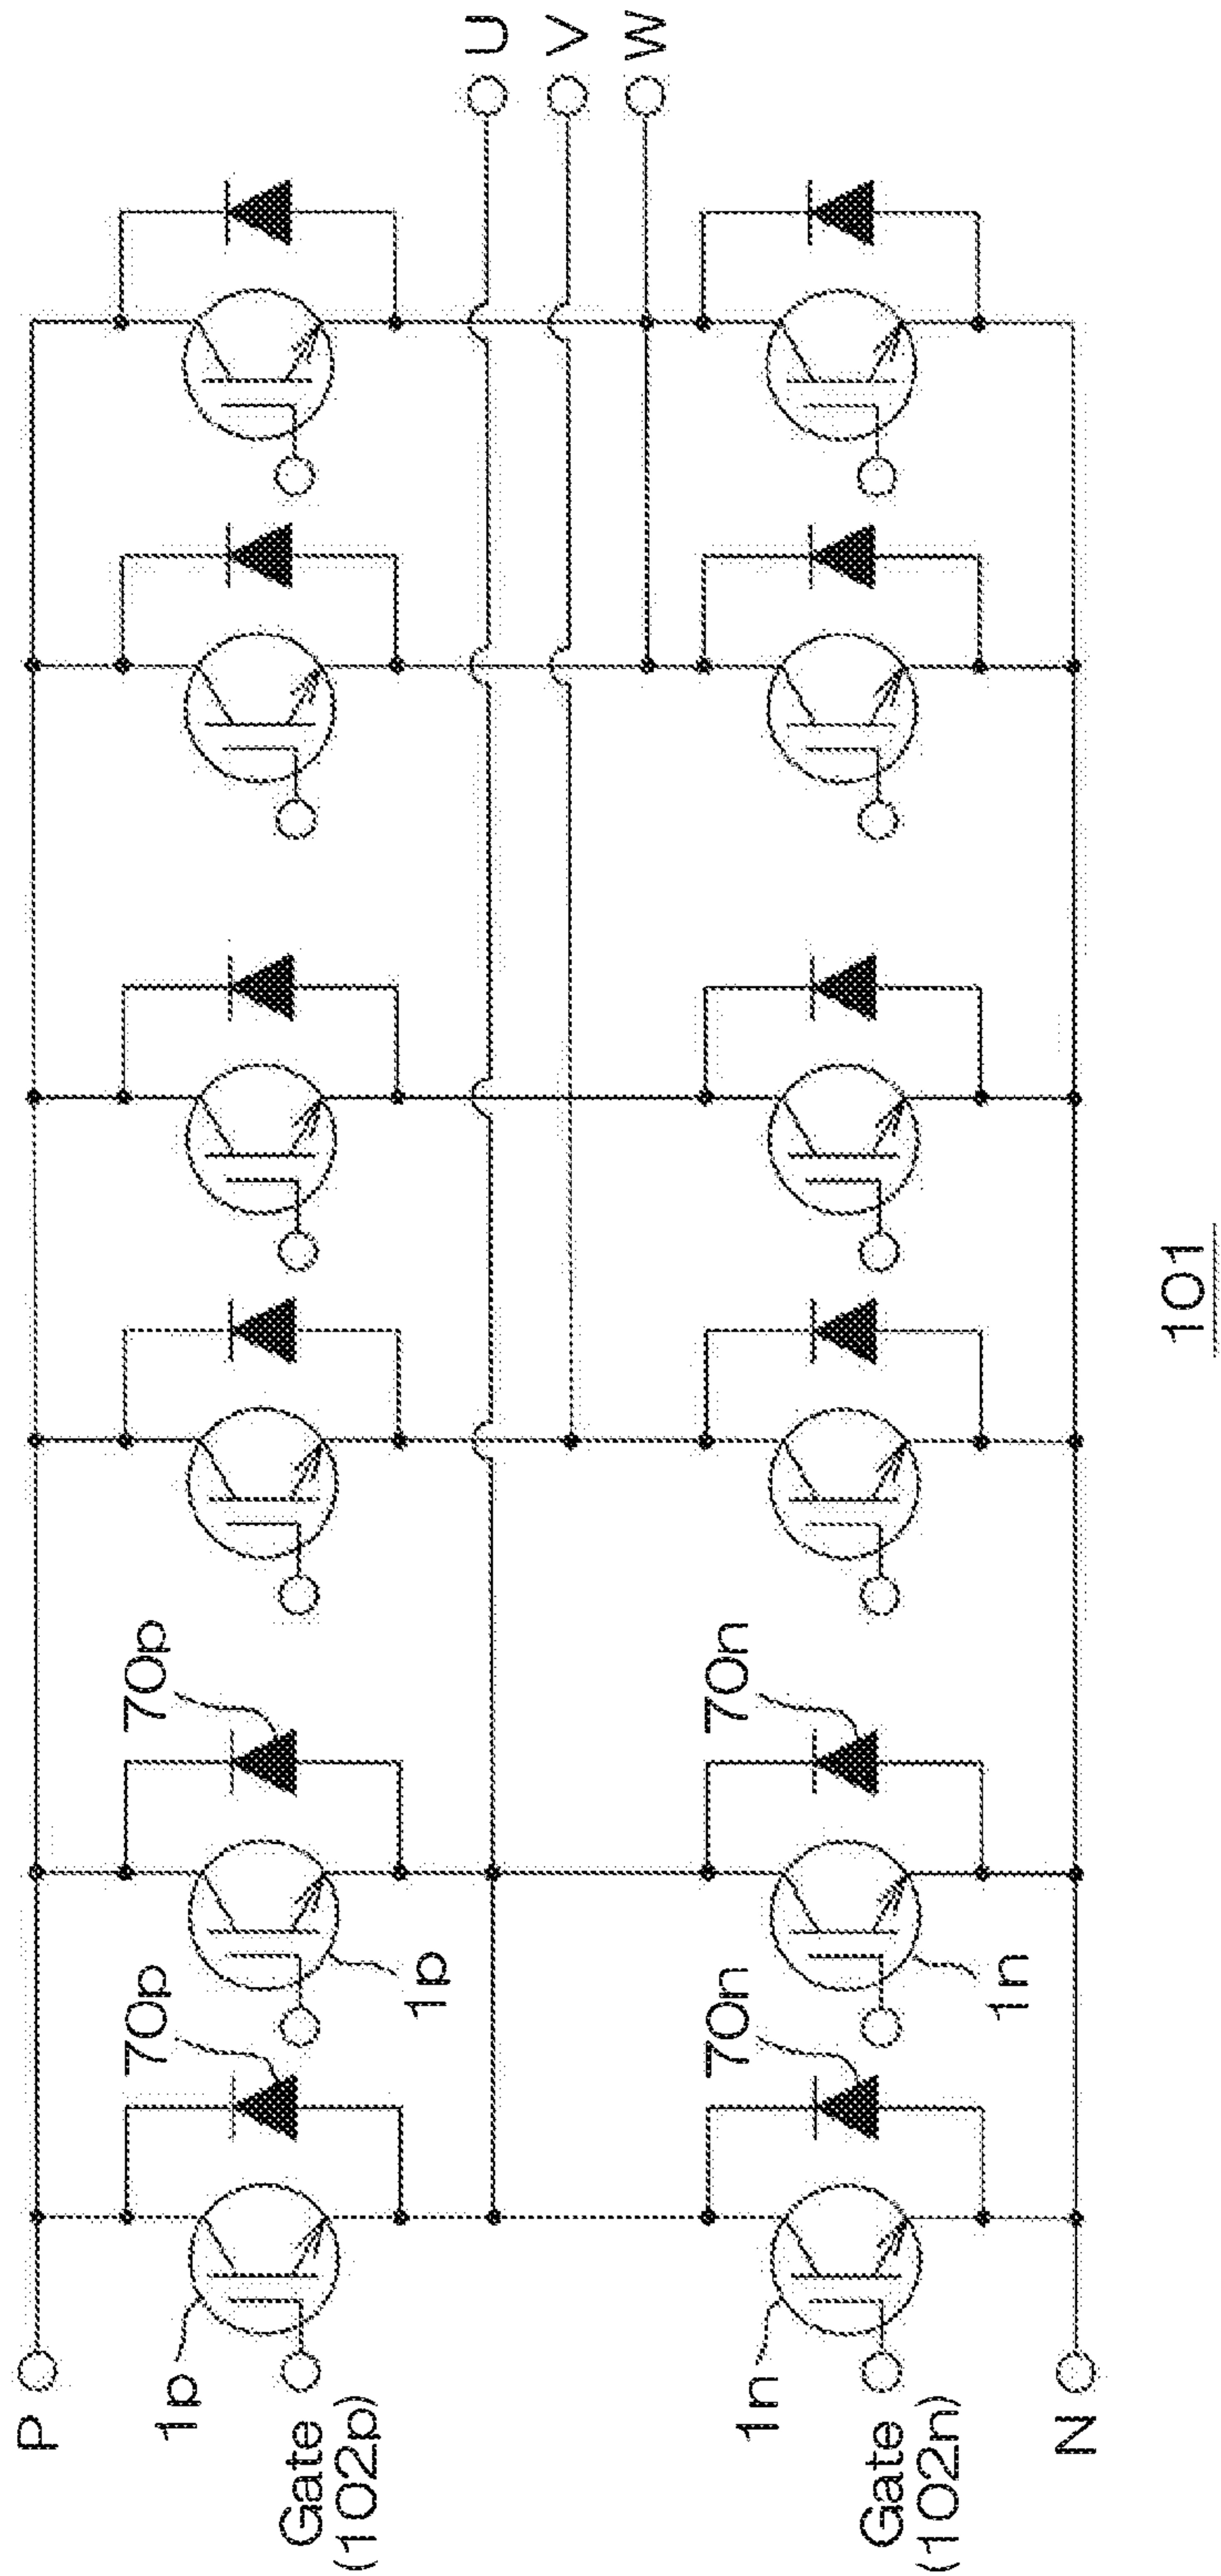 P
1p
70p
1p
70p
Gate
(102p)
U
V
W
1n
70n
1n
70n
Gate
(102n)
N
101